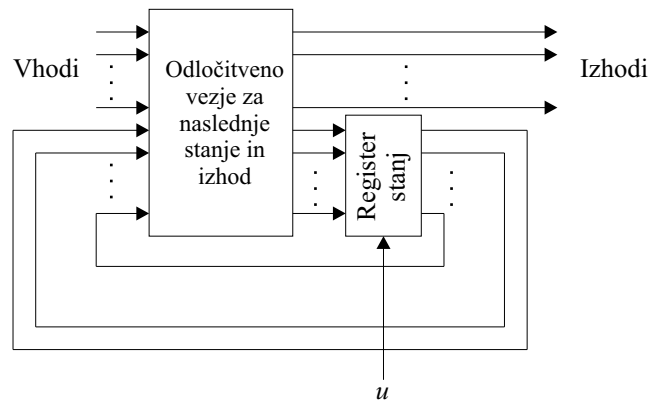 Vhodi
Odločitveno
vezje za
naslednje
stanje in
izhod
Izhodi
Register
stanj
u